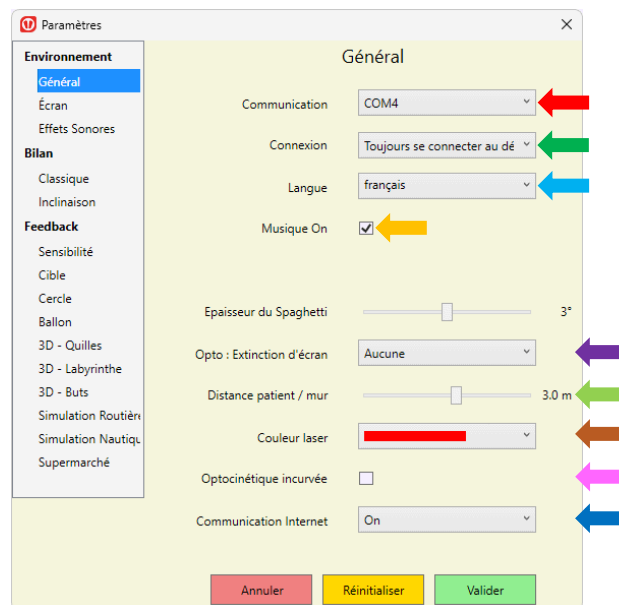 Paramètres
Environnement
Général
Écran
Effets Sonores
Bilan
Classique
Inclinaison
Feedback
Sensibilité
Cible
Cercle
Ballon
3D - Quilles
3D - Labyrinthe
3D - Buts
Simulation Routière
Simulation Nautiqu
Supermarché
Général
Communication COM4
Connexion Toujours se connecter au dé
Langue français
Musique On
Epaisseur du Spaghetti 3°
Opto : Extinction d'écran Aucune
Distance patient / mur 3.0 m
Couleur laser
Optocinétique incurvée
Communication Internet On
Annuler Réinitialiser Valider